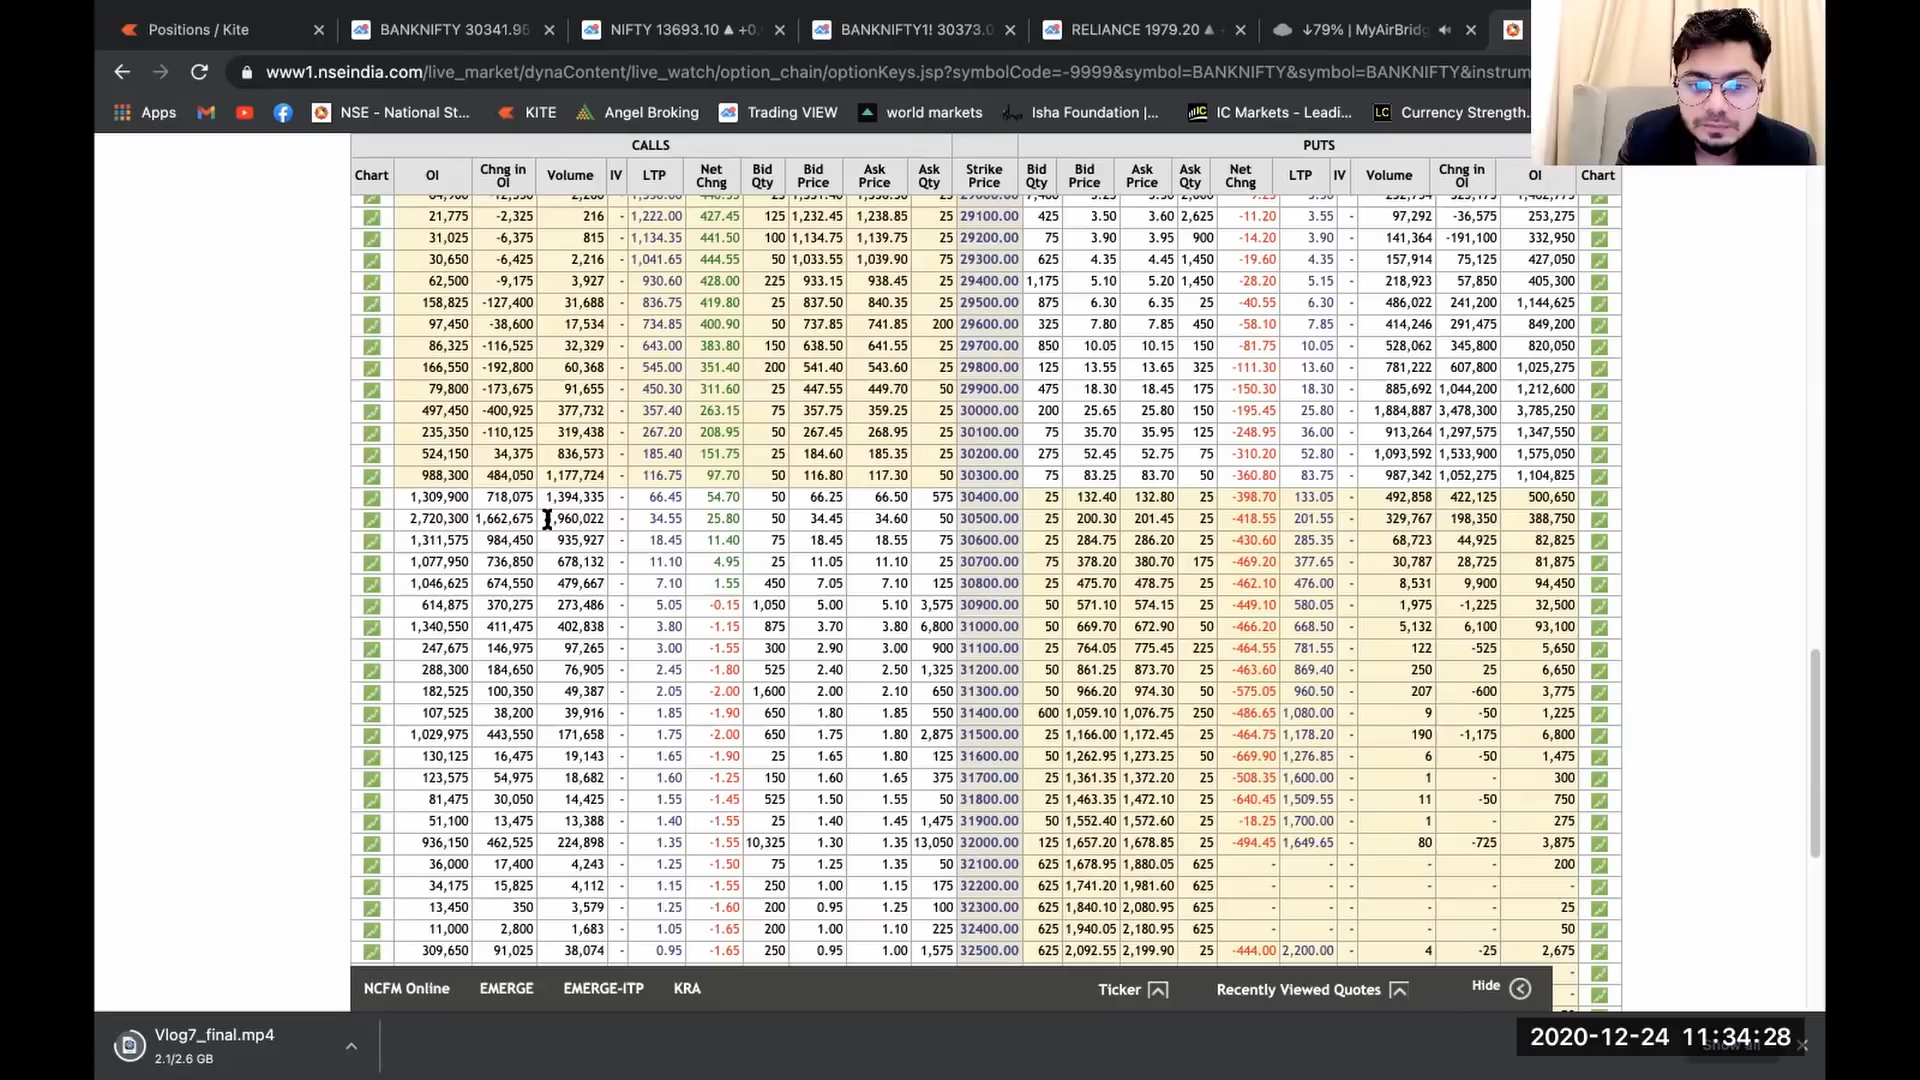 Positions / Kite BANKNIFTY 30341.95 NIFTY 13693.10 ▲ +0. BANKNIFTY1! 30373.0 RELIANCE 1979.20 ▲ ↓79% | MyAirBrid
www1.nseindia.com/live_market/dynaContent/live_watch/option_chain/optionKeys.jsp?symbolCode=-9999&symbol=BANKNIFTY&symbol=BANKNIFTY&instrum
Apps NSE - National St... KITE Angel Broking Trading VIEW world markets Isha Foundation |... IC Markets - Leadi... Currency Strength...
CALLS PUTS
Chart OI Chng in OI Volume IV LTP Net Chng Bid Qty Bid Price Ask Price Ask Qty Strike Price Bid Qty Bid Price Ask Price Ask Qty Net Chng LTP IV Volume Chng in OI OI Chart
21,775 -2,325 216 - 1,222.00 427.45 125 1,232.45 1,238.85 25 29100.00 425 3.50 3.60 2,625 -11.20 3.55 - 97,292 -36,575 253,275
31,025 -6,375 815 - 1,134.35 441.50 100 1,134.75 1,139.75 25 29200.00 75 3.90 3.95 900 -14.20 3.90 - 141,364 -191,100 332,950
30,650 -6,425 2,216 - 1,041.65 444.55 50 1,033.55 1,039.90 75 29300.00 625 4.35 4.45 1,450 -19.60 4.35 - 157,914 75,125 427,050
62,500 -9,175 3,927 - 930.60 428.00 225 933.15 938.45 25 29400.00 1,175 5.10 5.20 1,450 -28.20 5.15 - 218,923 57,850 405,300
158,825 -127,400 31,688 - 836.75 419.80 100 837.50 840.35 25 29500.00 875 6.30 6.35 25 -40.55 6.30 - 486,022 241,200 1,144,625
97,450 -38,600 17,534 - 734.85 400.90 50 737.85 741.85 200 29600.00 325 7.80 7.85 450 -58.10 7.85 - 414,246 291,475 849,200
86,325 -116,525 32,329 - 643.00 383.80 150 638.50 641.55 25 29700.00 850 10.05 10.15 150 -81.75 10.05 - 528,062 345,800 820,050
166,550 -192,800 60,368 - 545.00 351.40 200 541.40 543.60 25 29800.00 125 13.55 13.65 325 -111.30 13.60 - 781,222 607,800 1,025,275
79,800 -173,675 91,655 - 450.30 311.60 25 447.55 449.70 50 29900.00 475 18.30 18.45 175 -150.30 18.30 - 885,692 1,044,200 1,212,600
497,450 -400,925 377,732 - 357.40 263.15 75 357.75 359.25 25 30000.00 200 25.65 25.80 150 -195.45 25.80 - 1,884,887 3,478,300 3,785,250
235,350 -110,125 319,438 - 267.20 208.95 50 267.45 268.95 25 30100.00 75 35.70 35.95 125 -248.95 36.00 - 913,264 1,297,575 1,347,550
524,150 34,375 836,573 - 185.40 151.75 25 184.60 185.35 25 30200.00 275 52.45 52.75 75 -310.20 52.80 - 1,093,592 1,533,900 1,575,050
988,300 484,050 1,177,724 - 116.75 97.70 50 116.80 117.30 50 30300.00 75 83.25 83.70 50 -360.80 83.75 - 987,342 1,052,275 1,104,825
1,309,900 718,075 1,394,335 - 66.45 54.70 50 66.25 66.50 575 30400.00 25 132.40 132.80 25 -398.70 133.05 - 492,858 422,125 500,650
2,720,300 1,662,675 ,960,022 - 34.55 25.80 50 34.45 34.60 50 30500.00 25 200.30 201.45 25 -418.55 201.55 - 329,767 198,350 388,750
1,311,575 984,450 935,927 - 18.45 11.40 75 18.45 18.55 75 30600.00 25 284.75 286.20 25 -430.60 285.35 - 68,723 44,925 82,825
1,077,950 736,850 678,132 - 11.10 4.95 25 11.05 11.10 25 30700.00 75 378.20 380.70 175 -469.20 377.65 - 30,787 28,725 81,875
1,046,625 674,550 479,667 - 7.10 1.55 450 7.05 7.10 125 30800.00 25 475.70 478.75 25 -462.10 476.00 - 8,531 9,900 94,450
614,875 370,275 273,486 - 5.05 -0.15 1,050 5.00 5.10 3,575 30900.00 50 571.10 574.15 25 -449.10 580.05 - 1,975 -1,225 32,500
1,340,550 411,475 402,838 - 3.80 -1.15 875 3.70 3.80 6,800 31000.00 50 669.70 672.90 50 -466.20 668.50 - 5,132 6,100 93,100
247,675 146,975 97,265 - 3.00 -1.55 300 2.90 3.00 900 31100.00 25 764.05 775.45 225 -464.55 781.55 - 122 -525 5,650
288,300 184,650 76,905 - 2.45 -1.80 525 2.40 2.50 1,325 31200.00 50 861.25 873.70 25 -463.60 869.40 - 250 25 6,650
182,525 100,350 49,387 - 2.05 -2.00 1,600 2.00 2.10 650 31300.00 50 966.20 974.30 50 -575.05 960.50 - 207 -600 3,775
107,525 38,200 39,916 - 1.85 -1.90 650 1.80 1.85 550 31400.00 600 1,059.10 1,076.75 250 -486.65 1,080.00 - 9 -50 1,225
1,029,975 443,550 171,658 - 1.75 -2.00 650 1.75 1.80 2,875 31500.00 25 1,166.00 1,172.45 25 -464.75 1,178.20 - 190 -1,175 6,800
130,125 16,475 19,143 - 1.65 -1.90 25 1.65 1.80 125 31600.00 50 1,262.95 1,273.25 50 -669.90 1,276.85 - 6 -50 1,475
123,575 54,975 18,682 - 1.60 -1.25 150 1.60 1.65 375 31700.00 25 1,361.35 1,372.20 25 -508.35 1,600.00 - 1 - 300
81,475 30,050 14,425 - 1.55 -1.45 525 1.50 1.55 50 31800.00 25 1,463.35 1,472.10 25 -640.45 1,509.55 - 11 -50 750
51,100 13,475 13,388 - 1.40 -1.55 25 1.40 1.45 1,475 31900.00 50 1,552.40 1,572.60 25 -18.25 1,700.00 - 1 - 275
936,150 462,525 224,898 - 1.35 -1.55 10,325 1.30 1.35 13,050 32000.00 125 1,657.20 1,678.85 25 -494.45 1,649.65 - 80 -725 3,875
36,000 17,400 4,243 - 1.25 -1.50 75 1.25 1.35 50 32100.00 625 1,678.95 1,880.05 625 - - - - - 200
34,175 15,825 4,112 - 1.15 -1.55 250 1.00 1.15 175 32200.00 625 1,741.20 1,981.60 625 - - - - - -
13,450 350 3,579 - 1.25 -1.60 200 0.95 1.25 100 32300.00 625 1,840.10 2,080.95 625 - - - - - 25
11,000 2,800 1,683 - 1.05 -1.65 200 1.00 1.10 225 32400.00 625 1,940.05 2,180.95 625 - - - - - 50
309,650 91,025 38,074 - 0.95 -1.65 250 0.95 1.00 1,575 32500.00 625 2,092.55 2,199.90 25 -444.00 2,200.00 - 4 -25 2,675
NCFM Online EMERGE EMERGE-ITP KRA Ticker Recently Viewed Quotes Hide
Vlog7_final.mp4
2.1/2.6 GB
2020-12-24 11:34:28